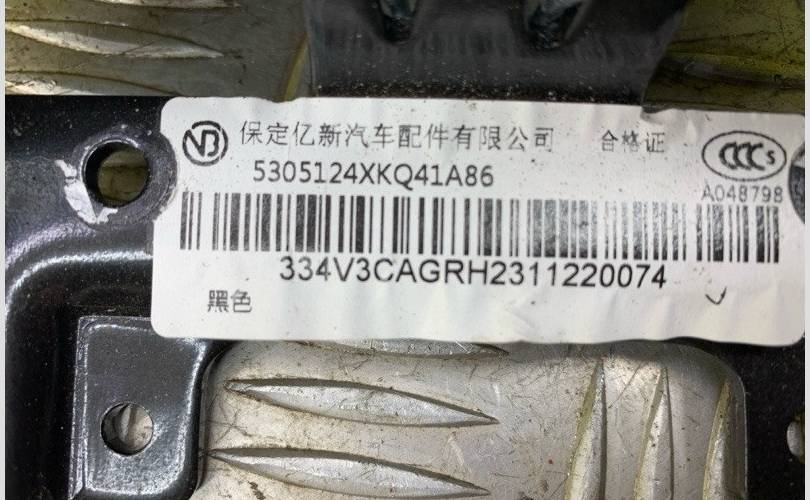 保定亿新汽车配件有限公司 合格证
CCC S
5305124XKQ41A86
A048798
334V3CAGRH2311220074
黑色